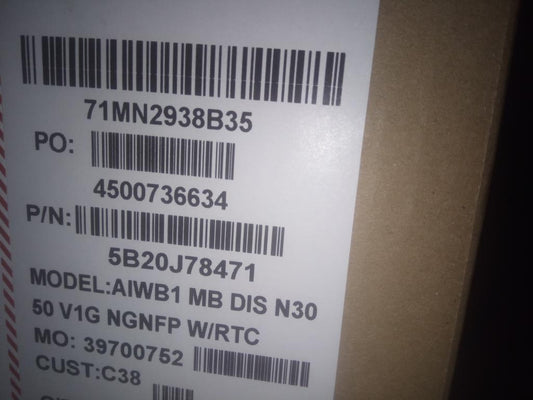 71MN2938B35
PO:
4500736634
P/N:
5B20J78471
MODEL:AIWB1 MB DIS N30
50 V1G NGNFP W/RTC
MO: 39700752
CUST:C38